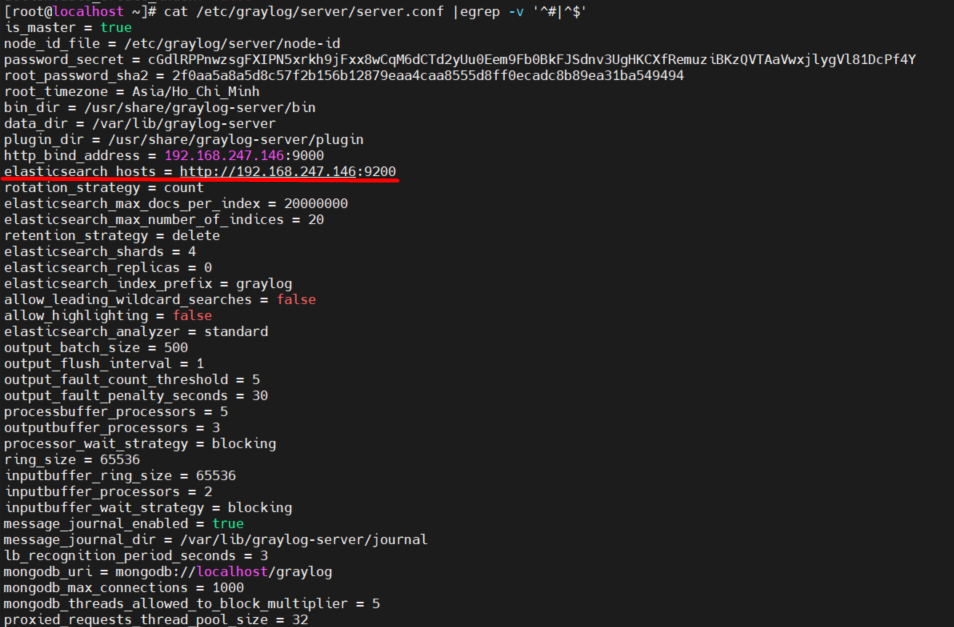 [root@localhost ~]# cat /etc/graylog/server/server.conf |egrep -v '^#|^$'
is_master = true
node_id_file = /etc/graylog/server/node-id
password_secret = cGdlRPPnwzsgFXIPN5xrkh9jFxx8wCqM6dCTd2yUu0Eem9Fb0BkFJSdnv3UgHKCXfRemuziBKzQVTAaVwxjlygVl81DcPf4Y
root_password_sha2 = 2f0aa5a8a5d8c57f2b156b12879eaa4caa8555d8ff0ecadc8b89ea31ba549494
root_timezone = Asia/Ho_Chi_Minh
bin_dir = /usr/share/graylog-server/bin
data_dir = /var/lib/graylog-server
plugin_dir = /usr/share/graylog-server/plugin
http_bind_address = 192.168.247.146:9000
elasticsearch_hosts = http://192.168.247.146:9200
rotation_strategy = count
elasticsearch_max_docs_per_index = 20000000
elasticsearch_max_number_of_indices = 20
retention_strategy = delete
elasticsearch_shards = 4
elasticsearch_replicas = 0
elasticsearch_index_prefix = graylog
allow_leading_wildcard_searches = false
allow_highlighting = false
elasticsearch_analyzer = standard
output_batch_size = 500
output_flush_interval = 1
output_fault_count_threshold = 5
output_fault_penalty_seconds = 30
processbuffer_processors = 5
outputbuffer_processors = 3
processor_wait_strategy = blocking
ring_size = 65536
inputbuffer_ring_size = 65536
inputbuffer_processors = 2
inputbuffer_wait_strategy = blocking
message_journal_enabled = true
message_journal_dir = /var/lib/graylog-server/journal
lb_recognition_period_seconds = 3
mongodb_uri = mongodb://localhost/graylog
mongodb_max_connections = 1000
mongodb_threads_allowed_to_block_multiplier = 5
proxied_requests_thread_pool_size = 32